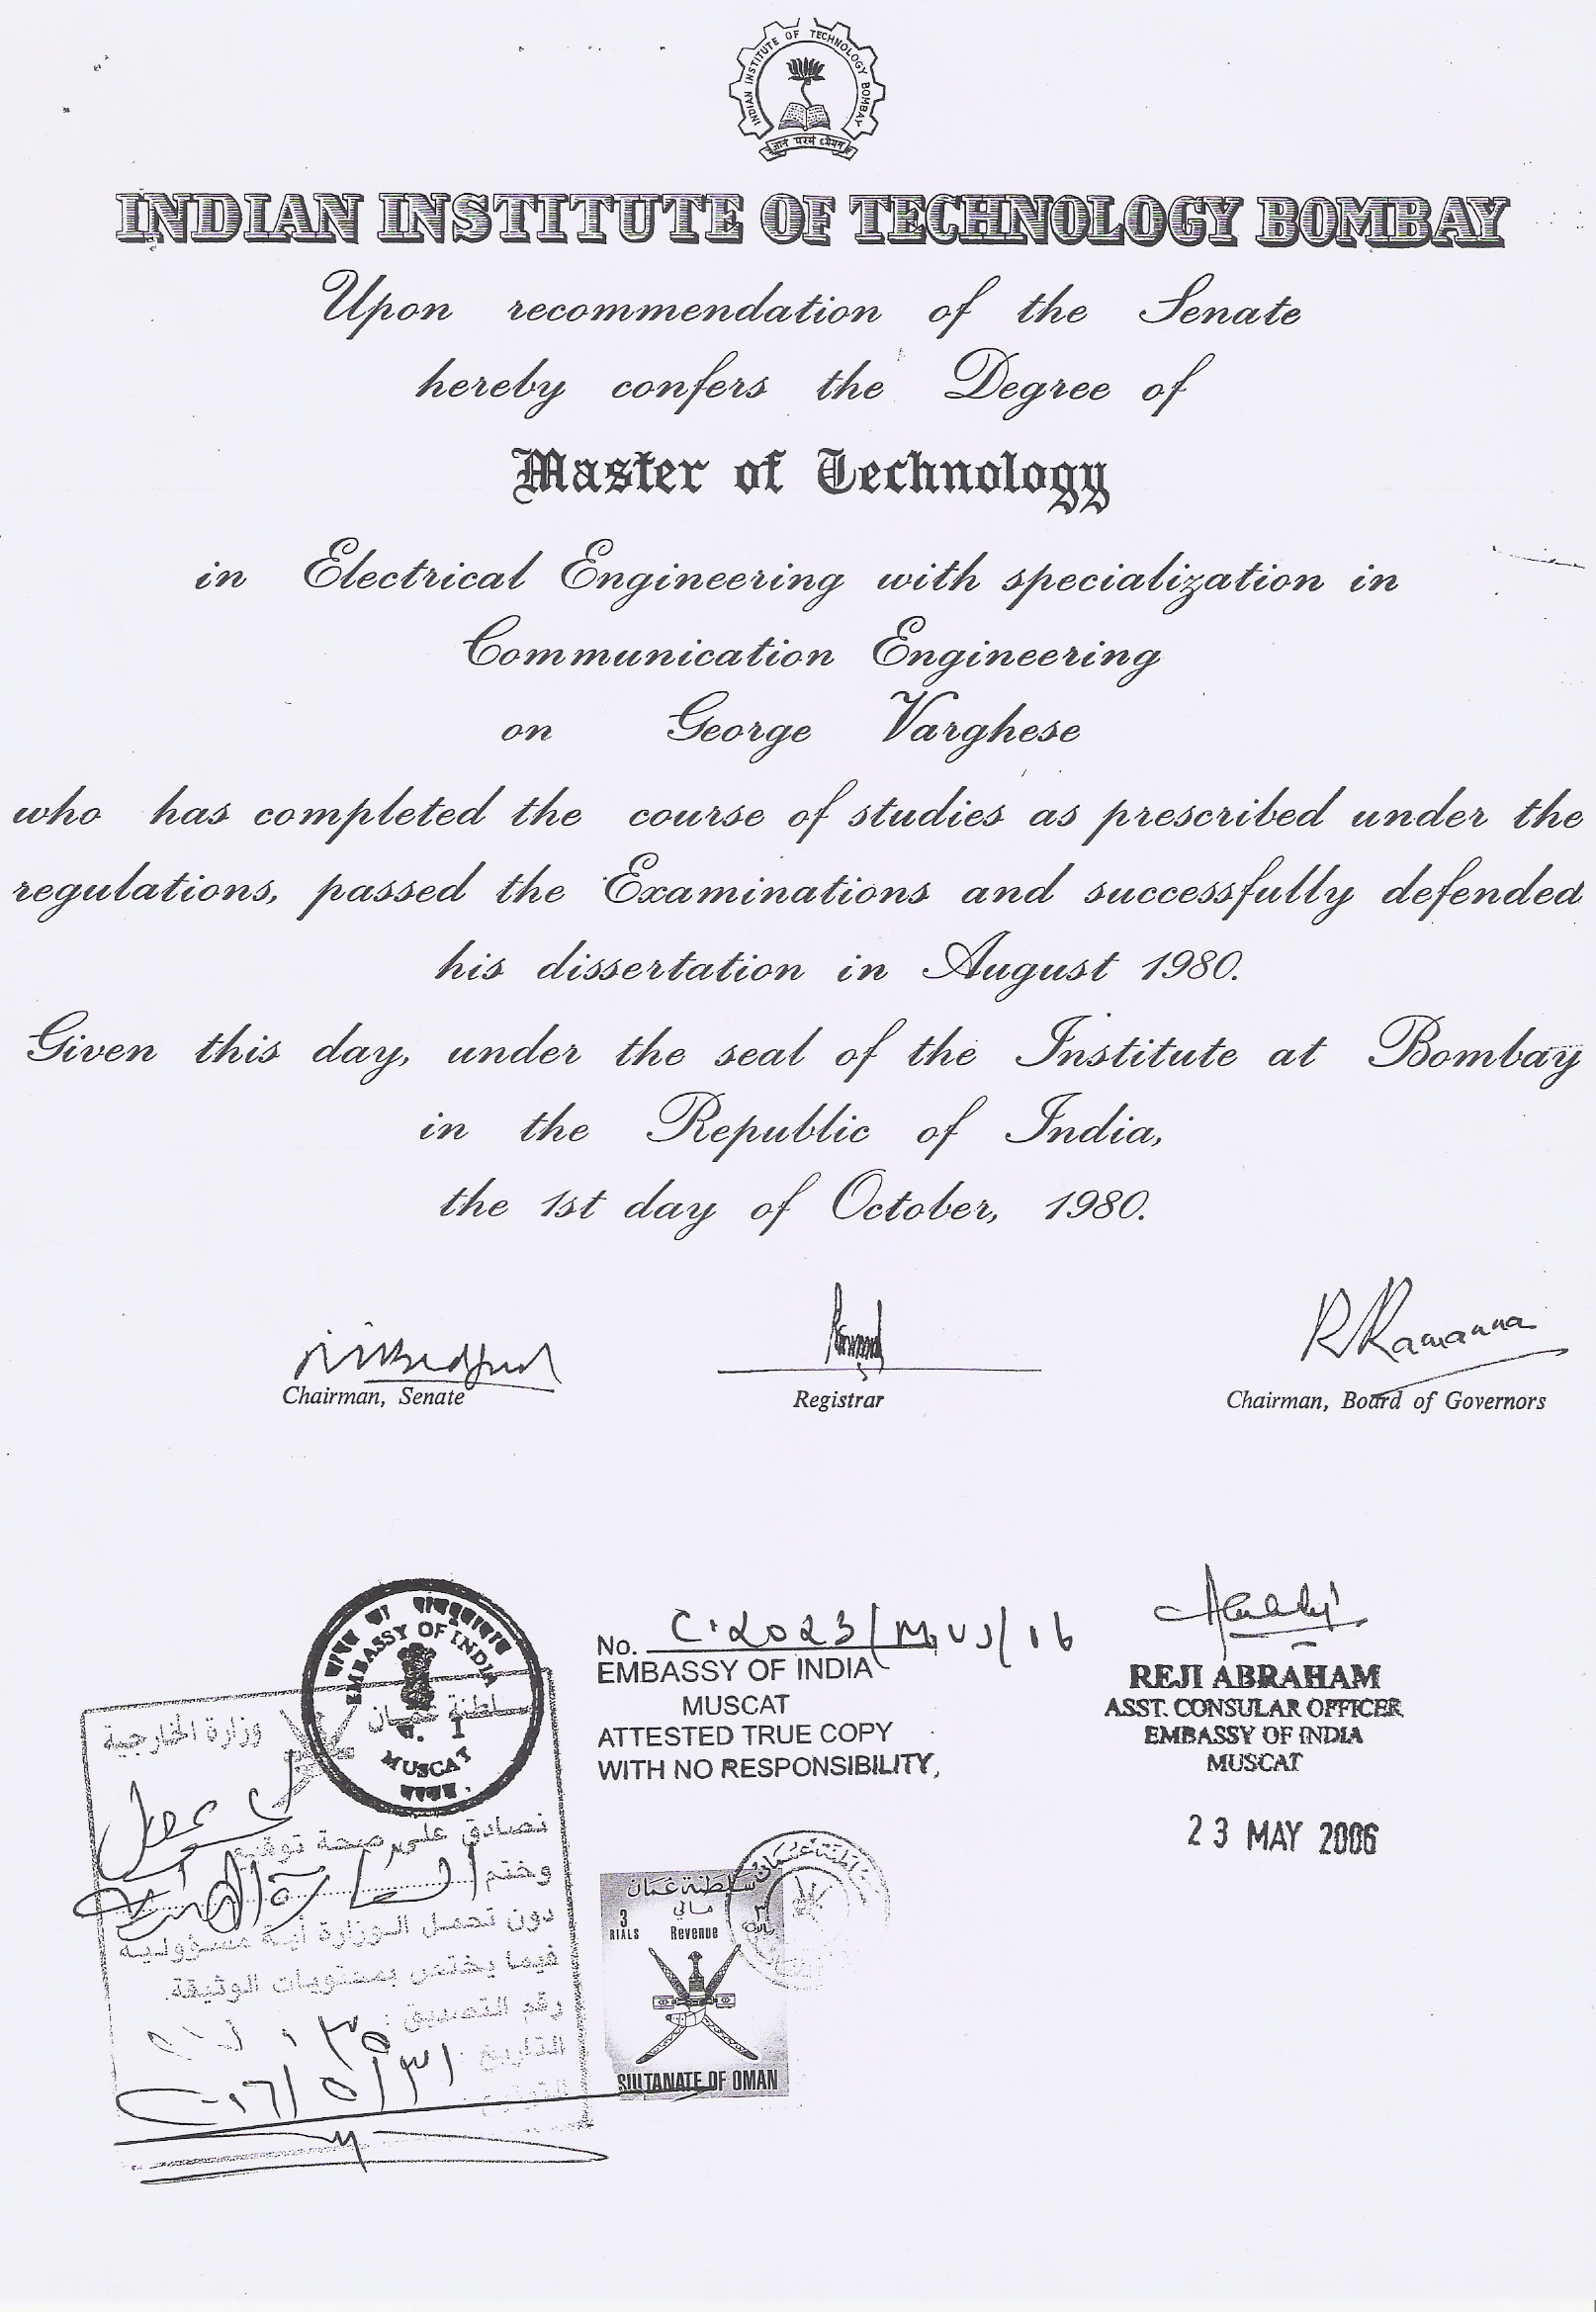 INDIAN INSTITUTE OF TECHNOLOGY BOMBAY
ज्ञानं परमं ध्येयम्
INDIAN INSTITUTE OF TECHNOLOGY BOMBAY
Upon recommendation of the Senate
hereby confers the Degree of
Master of Technology
in Electrical Engineering with specialization in
Communication Engineering
on George Varghese
who has completed the course of studies as prescribed under the
regulations, passed the Examinations and successfully defended
his dissertation in August 1980.
Given this day, under the seal of the Institute at Bombay
in the Republic of India,
the 1st day of October, 1980.
R Ramanna
Chairman, Senate
Registrar
Chairman, Board of Governors
EMBASSY OF INDIA
MUSCAT
No. C.2023/MUS/16
EMBASSY OF INDIA
MUSCAT
ATTESTED TRUE COPY
WITH NO RESPONSIBILITY,
REJI ABRAHAM
ASST. CONSULAR OFFICER
EMBASSY OF INDIA
MUSCAT
23 MAY 2006
سلطنة عمان
وزارة الخارجية
نصادق على صحة توقيع
وختم
دون تحمل الوزارة أية مسؤولية
فيما يختص بمحتويات الوثيقة.
رقم التصديق :
التاريخ
سلطنة عمان
مالي
3
RIALS Revenue
SULTANATE OF OMAN